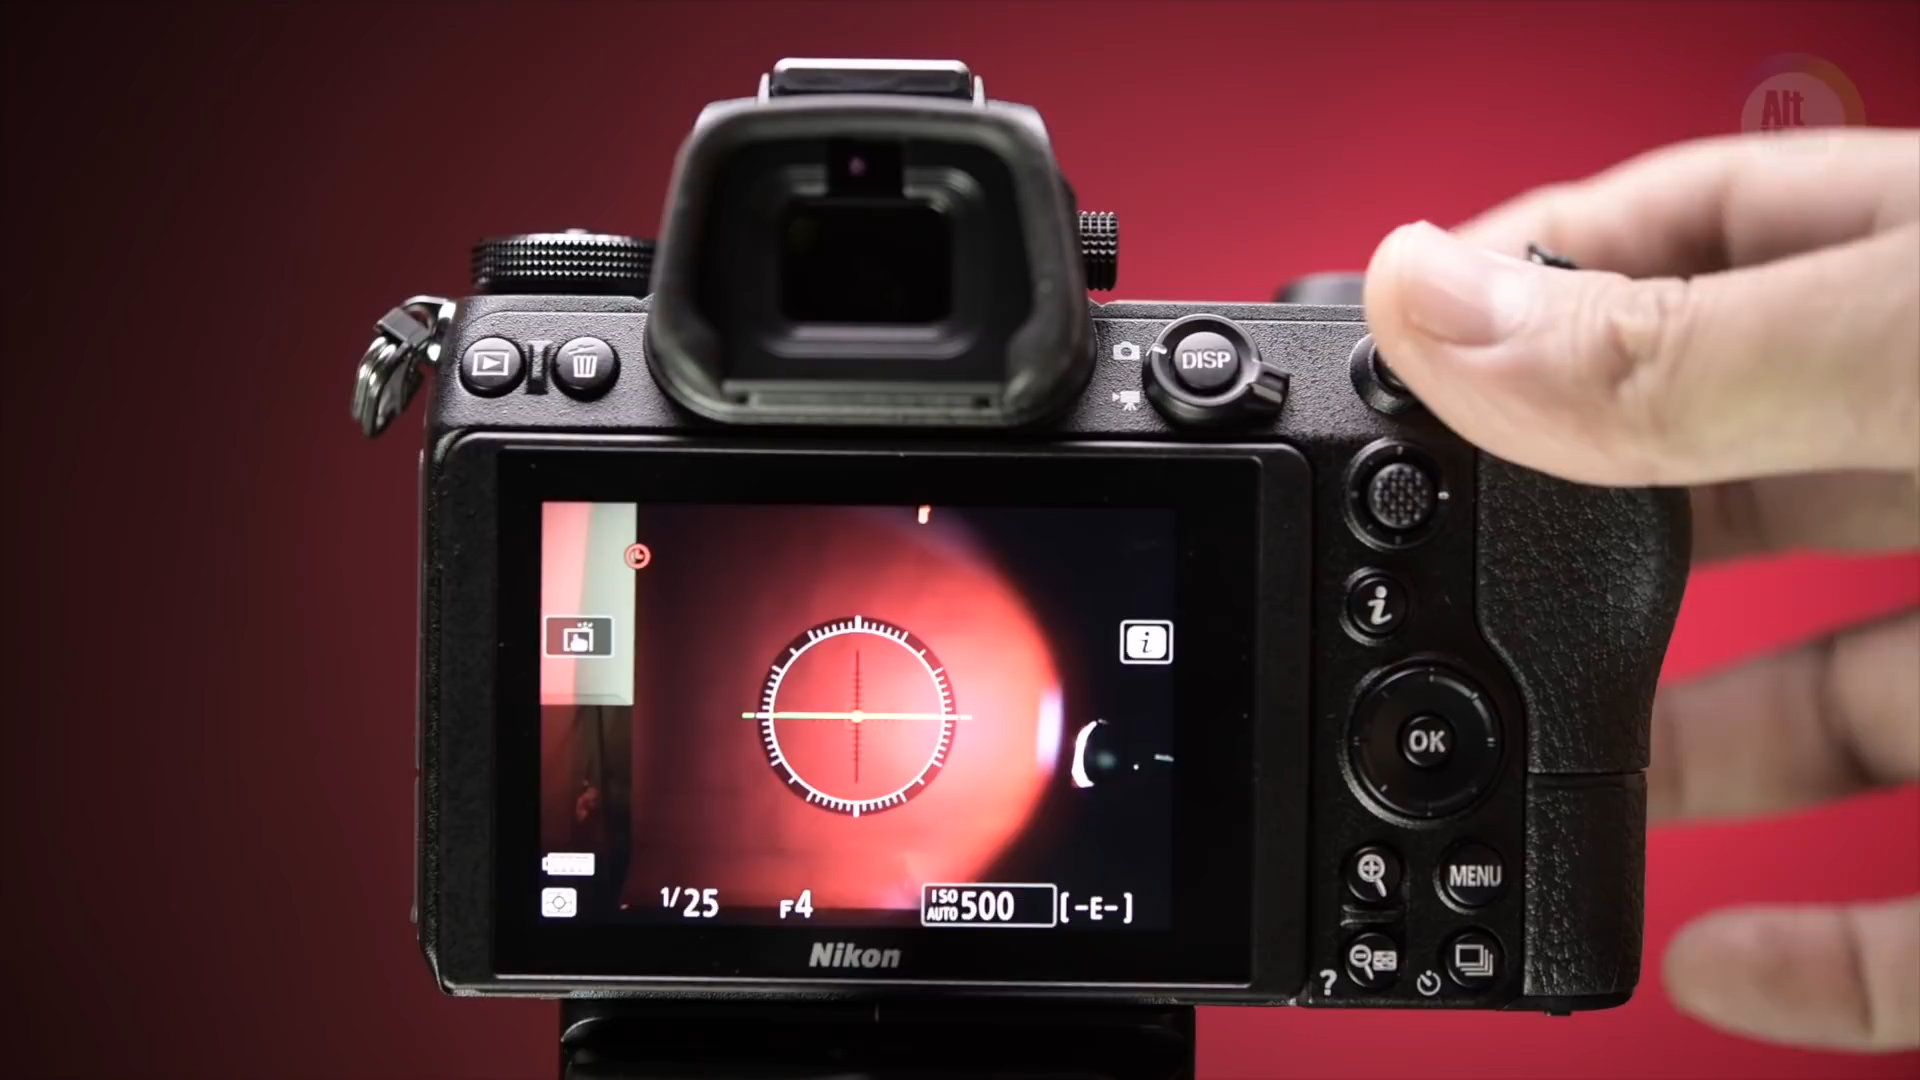 Alt
DISP
i
i
OK
1/25
F4
ISO
AUTO 500
[-E-]
MENU
Nikon
?